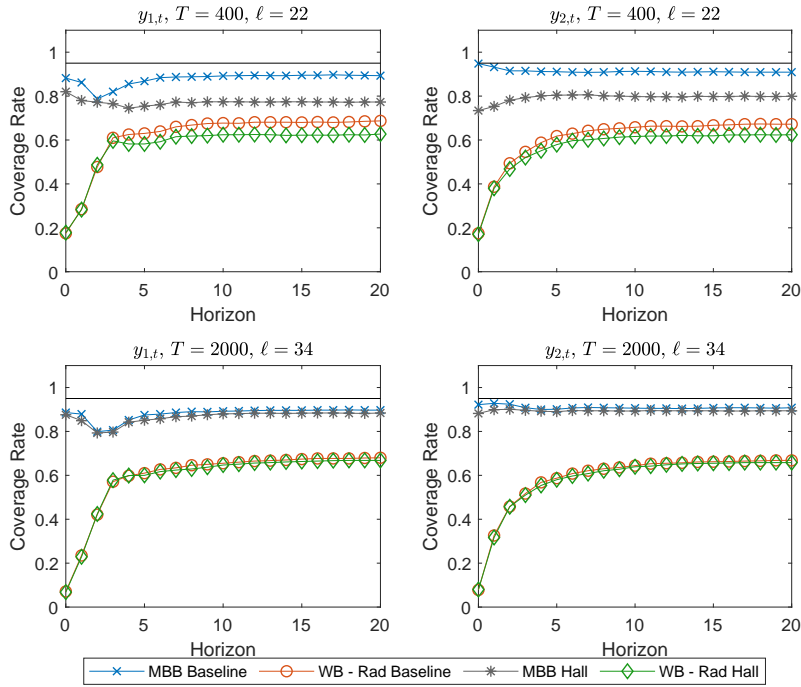 y1,t, T = 400, ℓ = 22
y2,t, T = 400, ℓ = 22
1
0.8
0.6
0.4
0.2
0
Coverage Rate
0 5 10 15 20
Horizon
1
0.8
0.6
0.4
0.2
0
Coverage Rate
0 5 10 15 20
Horizon
y1,t, T = 2000, ℓ = 34
y2,t, T = 2000, ℓ = 34
1
0.8
0.6
0.4
0.2
0
Coverage Rate
0 5 10 15 20
Horizon
1
0.8
0.6
0.4
0.2
0
Coverage Rate
0 5 10 15 20
Horizon
MBB Baseline WB - Rad Baseline MBB Hall WB - Rad Hall